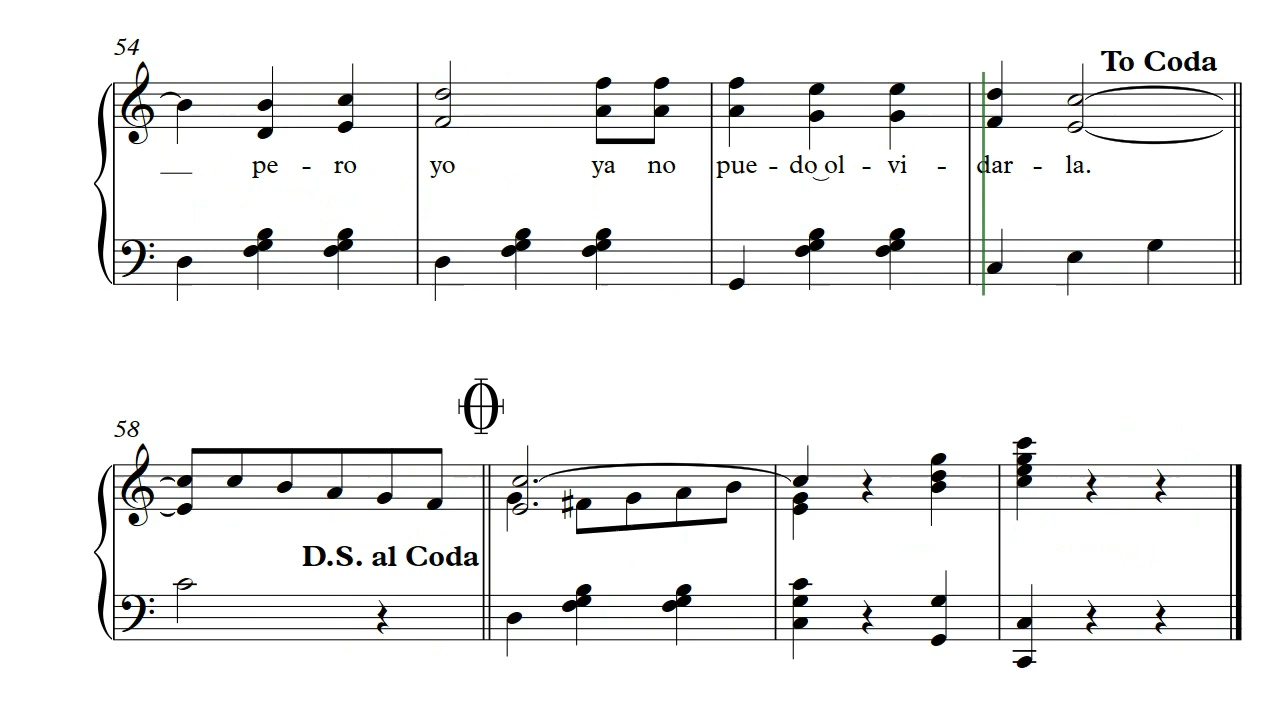 54
To Coda
pe - ro yo ya no pue - do‿ol - vi - dar - la.
58
D.S. al Coda